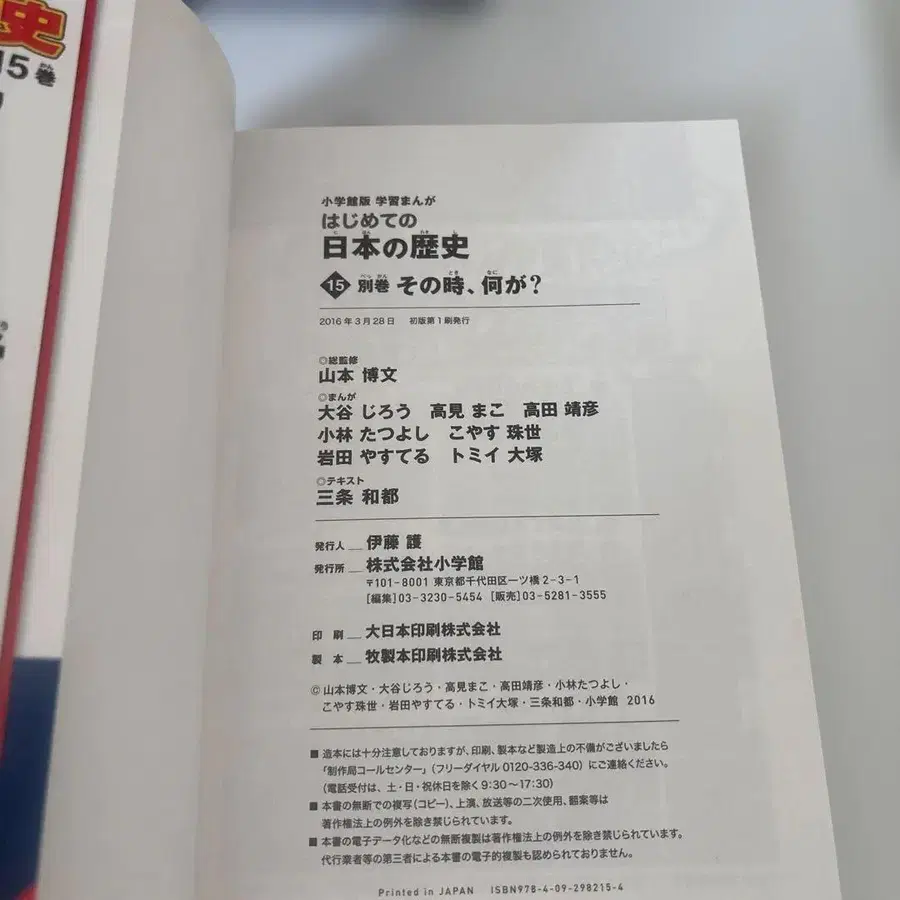 史
15巻
かん
小学館版 学習まんが
はじめての
日本の歴史
に ほん れき し
15 別巻 その時、何が?
べっ かん とき なに
2016年3月28日 初版第1刷発行
◎総監修
山本 博文
◎まんが
大谷 じろう 高見 まこ 高田 靖彦
小林 たつよし こやす 珠世
岩田 やすてる トミイ 大塚
◎テキスト
三条 和都
発行人 伊藤 護
発行所 株式会社小学館
〒101-8001 東京都千代田区一ツ橋2-3-1
[編集]03-3230-5454 [販売]03-5281-3555
印 刷 大日本印刷株式会社
製 本 牧製本印刷株式会社
© 山本博文・大谷じろう・高見まこ・高田靖彦・小林たつよし・
こやす珠世・岩田やすてる・トミイ大塚・三条和都・小学館 2016
■ 造本には十分注意しておりますが、印刷、製本など製造上の不備がございましたら
「制作局コールセンター」(フリーダイヤル0120-336-340)にご連絡ください。
(電話受付は、土・日・祝休日を除く9:30~17:30)
■ 本書の無断での複写(コピー)、上演、放送等の二次使用、翻案等は
著作権法上の例外を除き禁じられています。
■ 本書の電子データ化などの無断複製は著作権法上の例外を除き禁じられています。
代行業者等の第三者による本書の電子的複製も認められておりません。
Printed in JAPAN ISBN978-4-09-298215-4